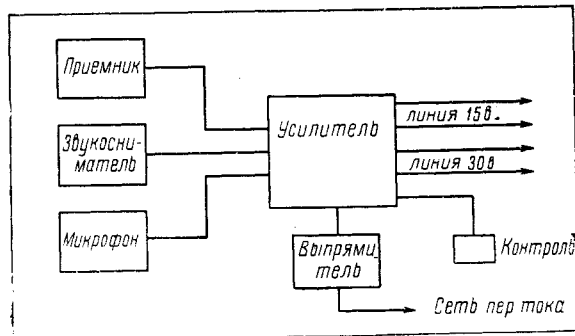 Приемник
Звукосни-
матель
Микрофон
Усилитель
линия 15в.
линия 30в
Выпрями-
тель
Контроль
Сеть пер тока